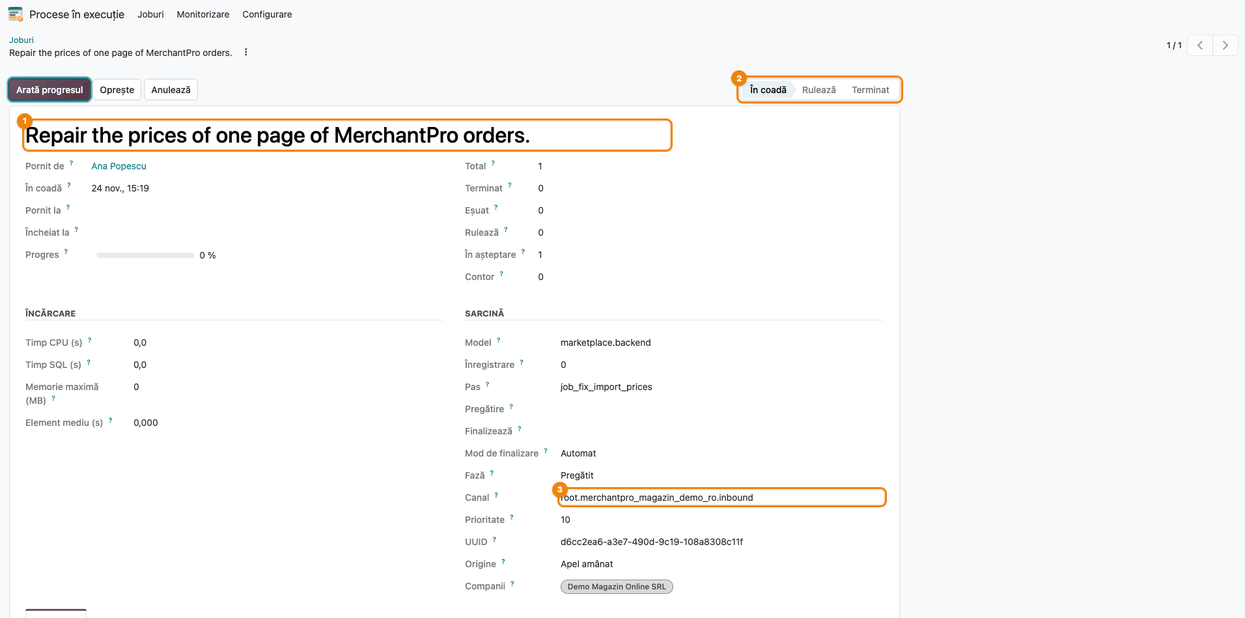 Procese în execuție Joburi Monitorizare Configurare
Joburi
Repair the prices of one page of MerchantPro orders.
1 / 1
Arată progresul Oprește Anulează
2
În coadă Rulează Terminat
1
Repair the prices of one page of MerchantPro orders.
Pornit de ? Ana Popescu
În coadă ? 24 nov., 15:19
Pornit la ?
Încheiat la ?
Progres ? 0 %
Total ? 1
Terminat ? 0
Eșuat ? 0
Rulează ? 0
În așteptare ? 1
Contor ? 0
ÎNCĂRCARE
Timp CPU (s) ? 0,0
Timp SQL (s) ? 0,0
Memorie maximă (MB) ? 0
Element mediu (s) ? 0,000
SARCINĂ
Model ? marketplace.backend
Înregistrare ? 0
Pas ? job_fix_import_prices
Pregătire ?
Finalizează ?
Mod de finalizare ? Automat
Fază ? Pregătit
3
Canal ? root.merchantpro_magazin_demo_ro.inbound
Prioritate ? 10
UUID ? d6cc2ea6-a3e7-490d-9c19-108a8308c11f
Origine ? Apel amânat
Companii ? Demo Magazin Online SRL